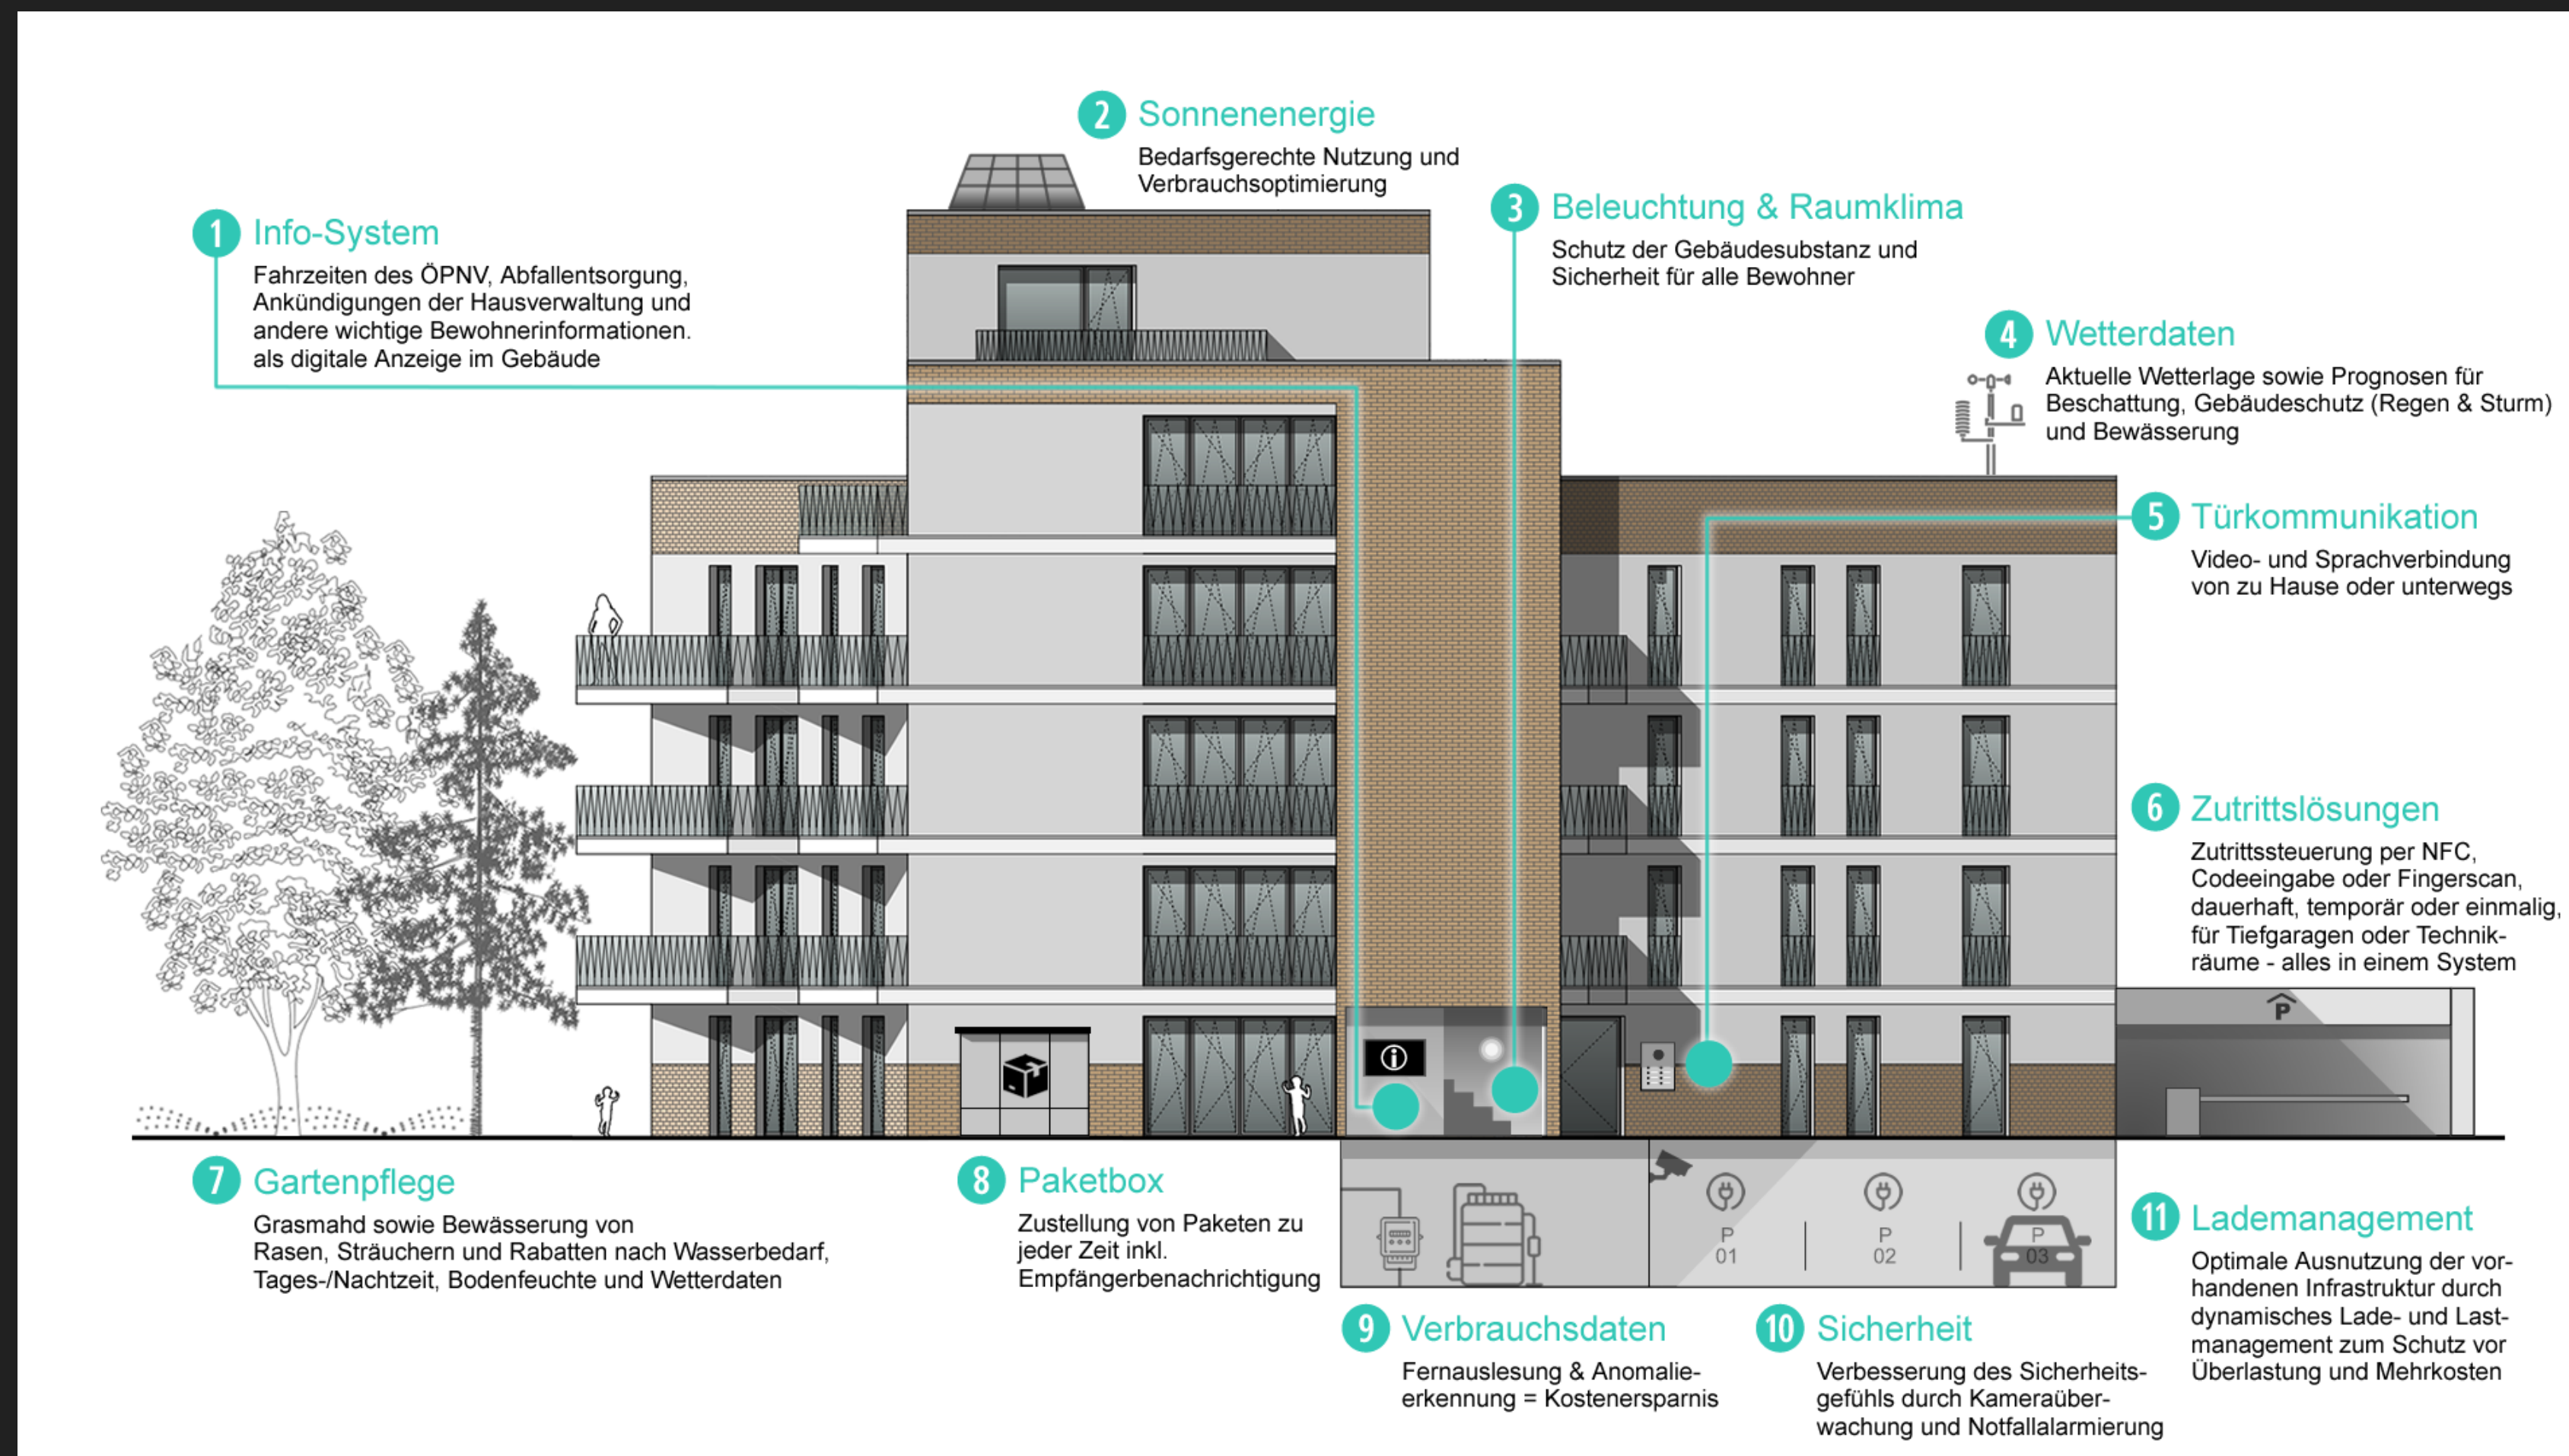 2 Sonnenenergie
Bedarfsgerechte Nutzung und
Verbrauchsoptimierung
1 Info-System
Fahrzeiten des ÖPNV, Abfallentsorgung,
Ankündigungen der Hausverwaltung und
andere wichtige Bewohnerinformationen.
als digitale Anzeige im Gebäude
3 Beleuchtung & Raumklima
Schutz der Gebäudesubstanz und
Sicherheit für alle Bewohner
4 Wetterdaten
Aktuelle Wetterlage sowie Prognosen für
Beschattung, Gebäudeschutz (Regen & Sturm)
und Bewässerung
5 Türkommunikation
Video- und Sprachverbindung
von zu Hause oder unterwegs
6 Zutrittslösungen
Zutrittssteuerung per NFC,
Codeeingabe oder Fingerscan,
dauerhaft, temporär oder einmalig,
für Tiefgaragen oder Technik-
räume - alles in einem System
P
i
7 Gartenpflege
Grasmahd sowie Bewässerung von
Rasen, Sträuchern und Rabatten nach Wasserbedarf,
Tages-/Nachtzeit, Bodenfeuchte und Wetterdaten
8 Paketbox
Zustellung von Paketen zu
jeder Zeit inkl.
Empfängerbenachrichtigung
P
01
P
02
P
03
9 Verbrauchsdaten
Fernauslesung & Anomalie-
erkennung = Kostenersparnis
10 Sicherheit
Verbesserung des Sicherheits-
gefühls durch Kameraüber-
wachung und Notfallalarmierung
11 Lademanagement
Optimale Ausnutzung der vor-
handenen Infrastruktur durch
dynamisches Lade- und Last-
management zum Schutz vor
Überlastung und Mehrkosten